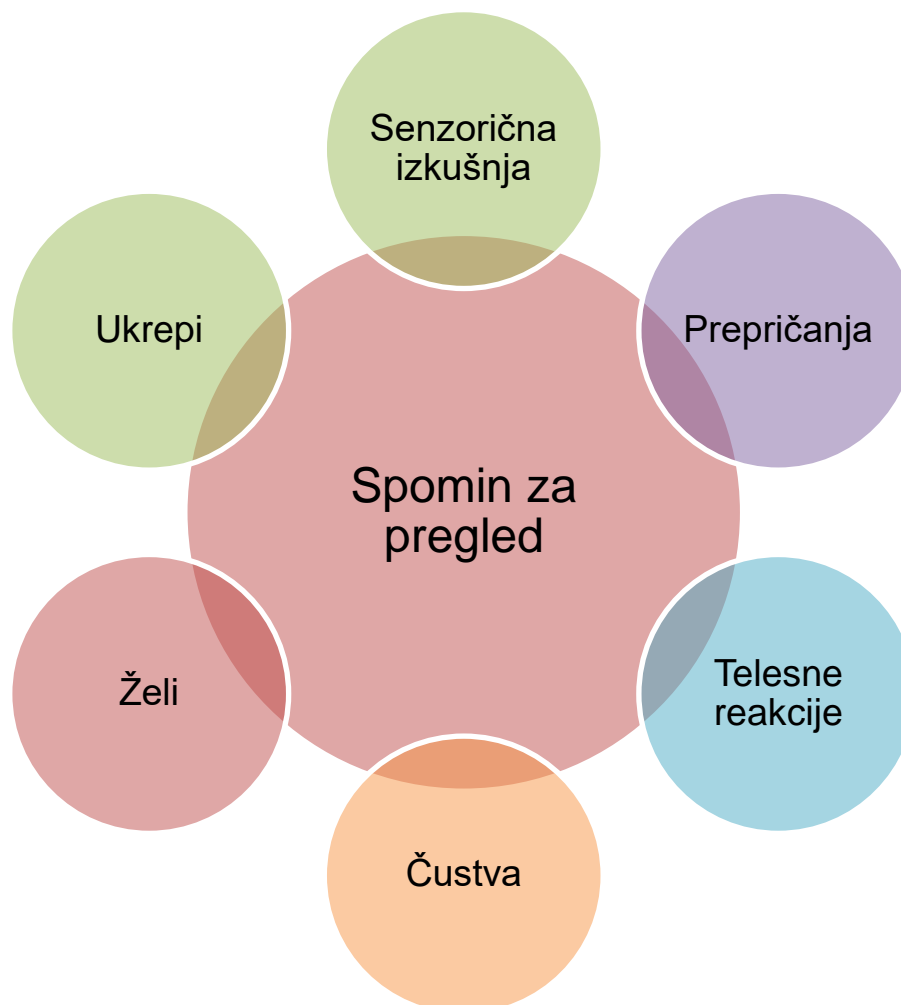 Senzorična
izkušnja
Ukrepi
Prepričanja
Spomin za
pregled
Želi
Telesne
reakcije
Čustva